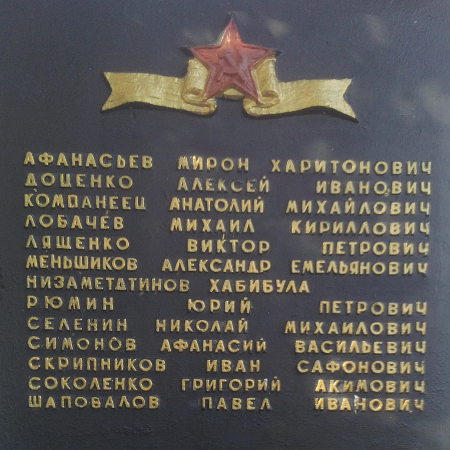 АФАНАСЬЕВ МИРОН ХАРИТОНОВИЧ
ДОЦЕНКО АЛЕКСЕЙ ИВАНОВИЧ
КОМПАНЕЕЦ АНАТОЛИЙ МИХАЙЛОВИЧ
ЛОБАЧЁВ МИХАИЛ КИРИЛЛОВИЧ
ЛЯЩЕНКО ВИКТОР ПЕТРОВИЧ
МЕНЬШИКОВ АЛЕКСАНДР ЕМЕЛЬЯНОВИЧ
НИЗАМЕТДТИНОВ ХАБИБУЛА
РЮМИН ЮРИЙ ПЕТРОВИЧ
СЕЛЕНИН НИКОЛАЙ МИХАИЛОВИЧ
СИМОНОВ АФАНАСИЙ ВАСИЛЬЕВИЧ
СКРИПНИКОВ ИВАН САФОНОВИЧ
СОКОЛЕНКО ГРИГОРИЙ АКИМОВИЧ
ШАПОВАЛОВ ПАВЕЛ ИВАНОВИЧ